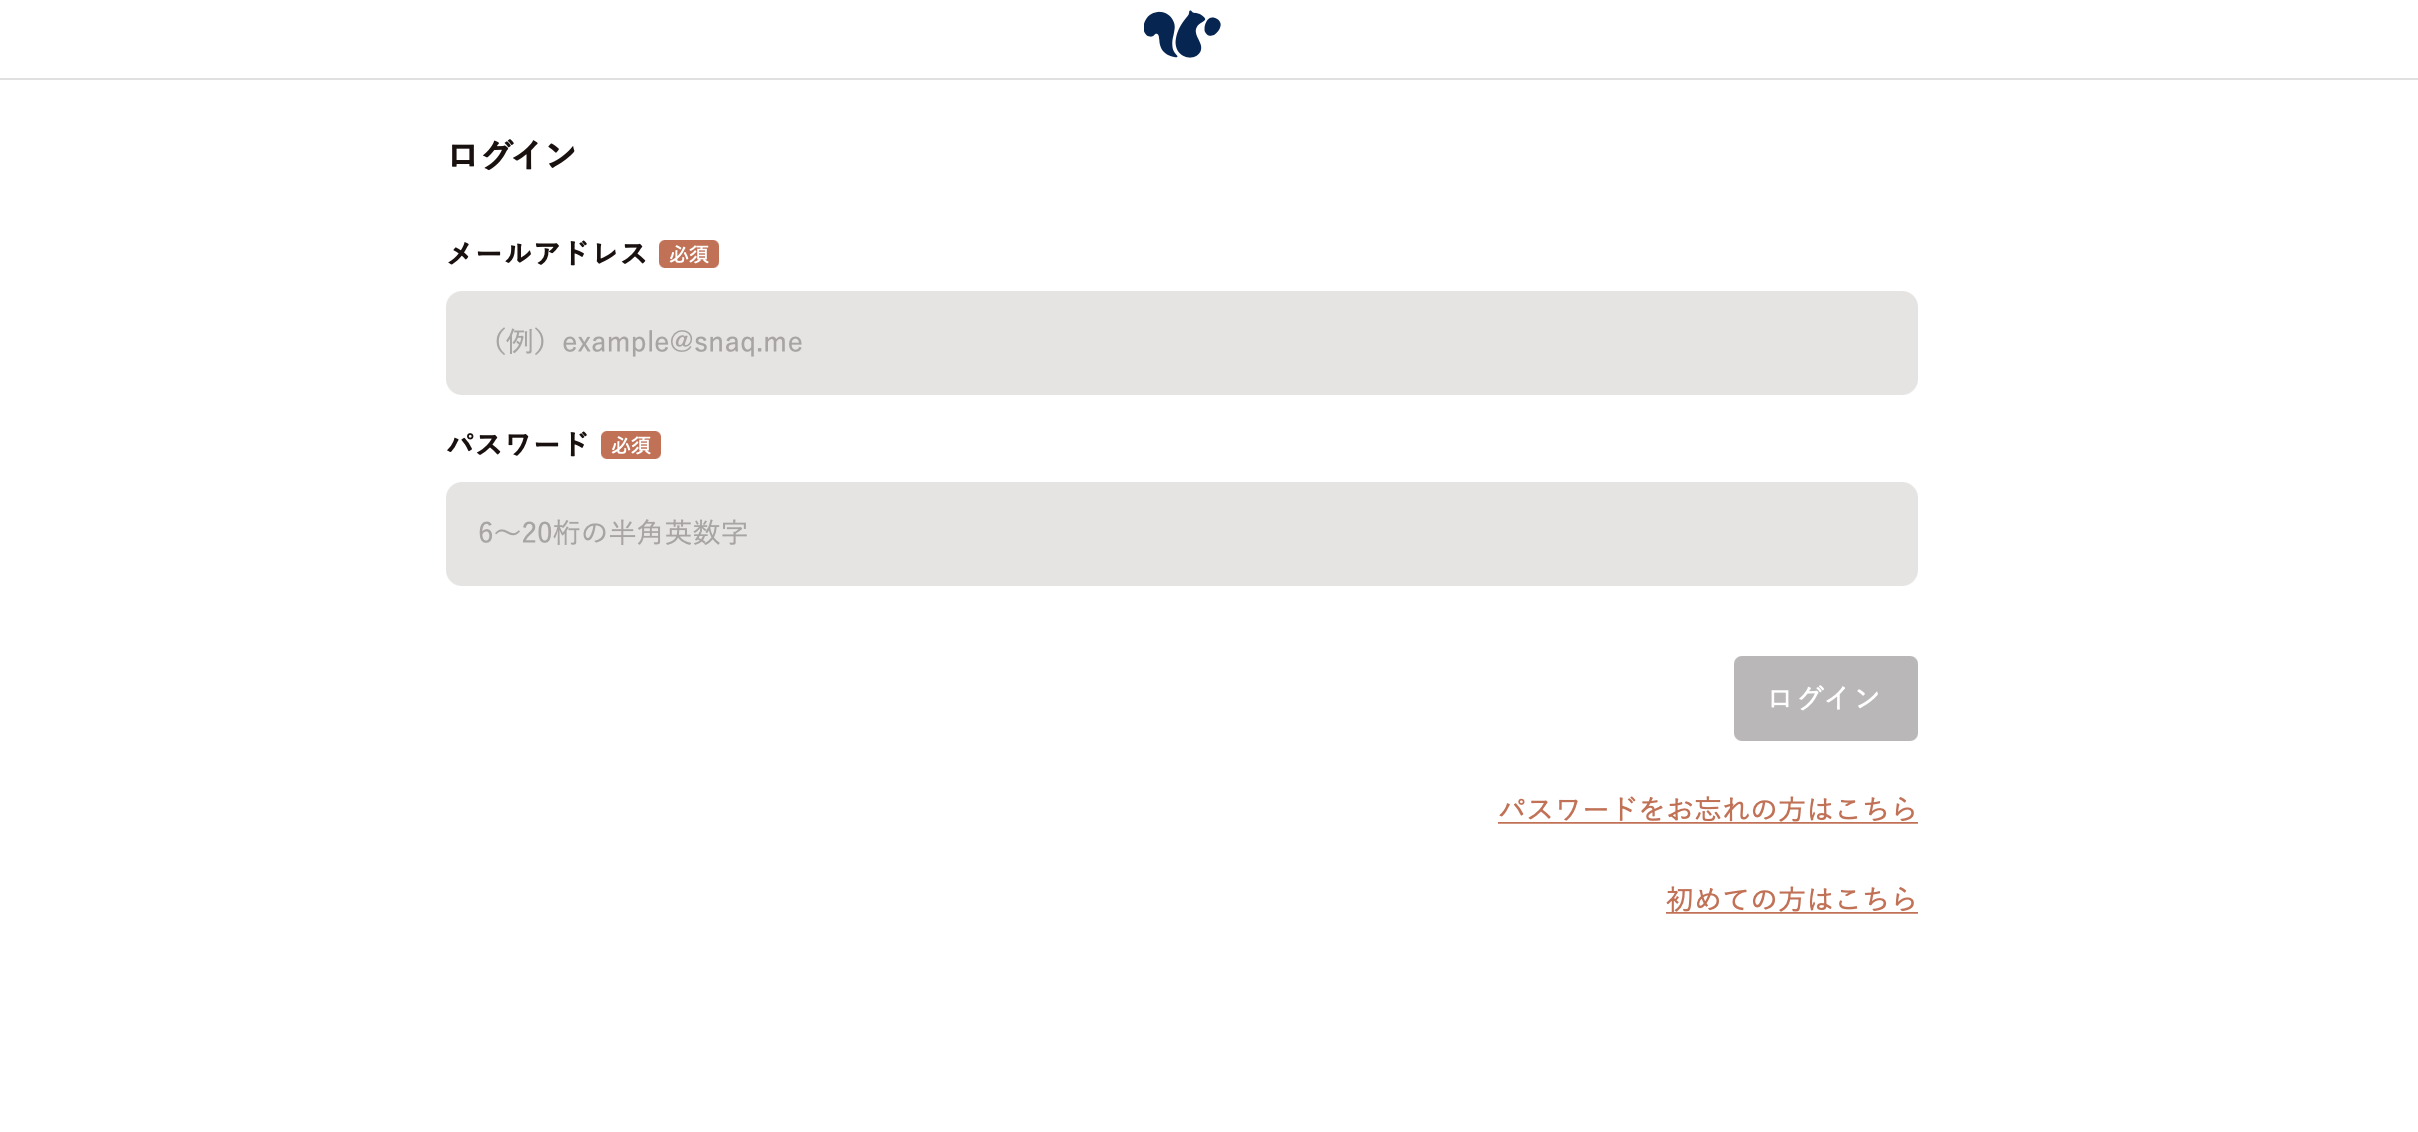 ログイン
メールアドレス 必須
（例）example@snaq.me
パスワード 必須
6〜20桁の半角英数字
ログイン
パスワードをお忘れの方はこちら
初めての方はこちら